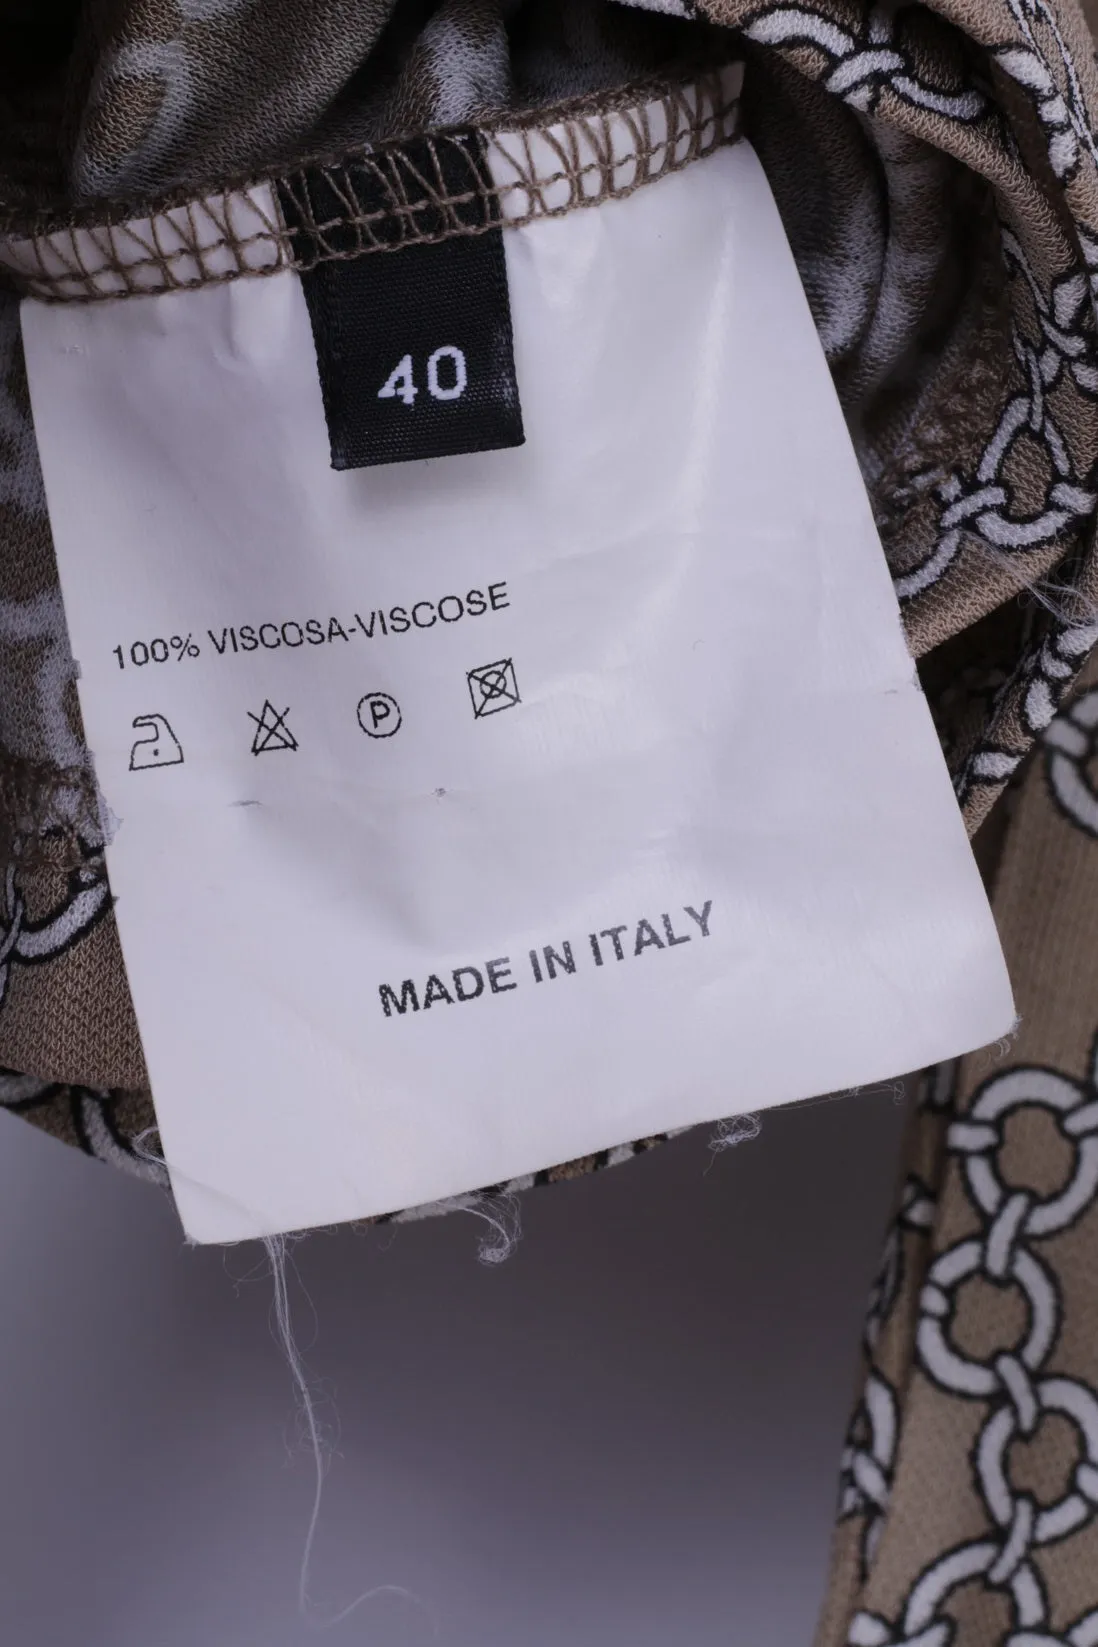 40
100% VISCOSA-VISCOSE
P
MADE IN ITALY